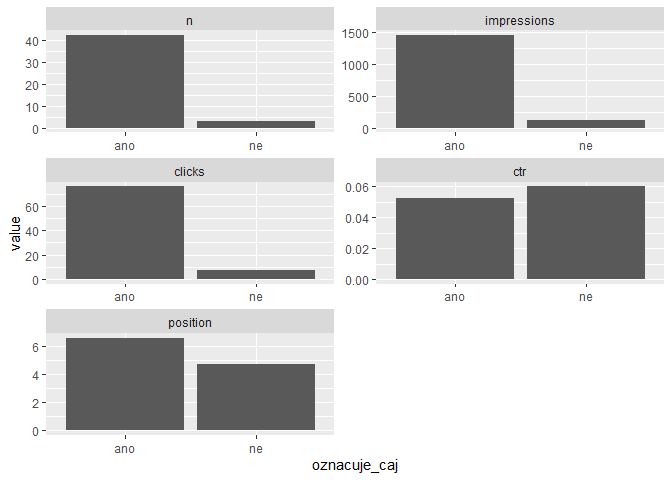 n
40
30
20
10
0
ano ne
impressions
1500
1000
500
0
ano ne
clicks
60
40
20
0
ano ne
ctr
0.06
0.04
0.02
0.00
ano ne
position
6
4
2
0
ano ne
value
oznacuje_caj